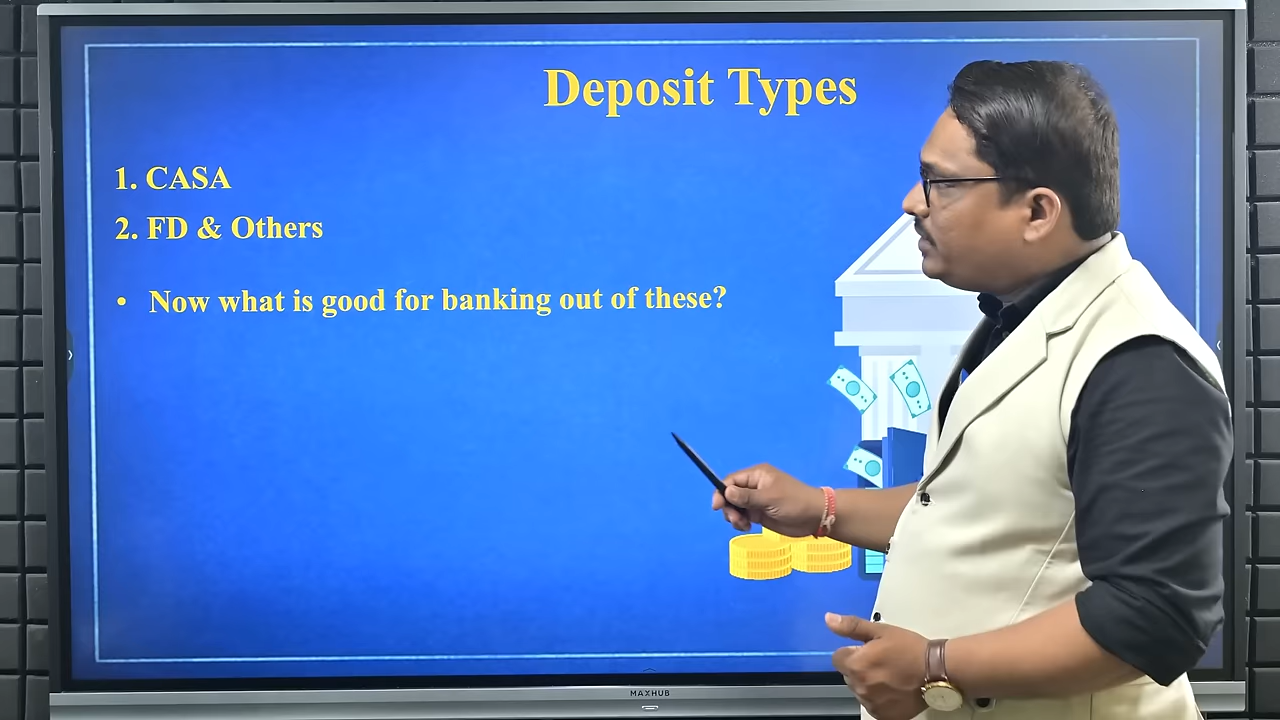 Deposit Types
1. CASA
2. FD & Others
• Now what is good for banking out of these?
MAXHUB